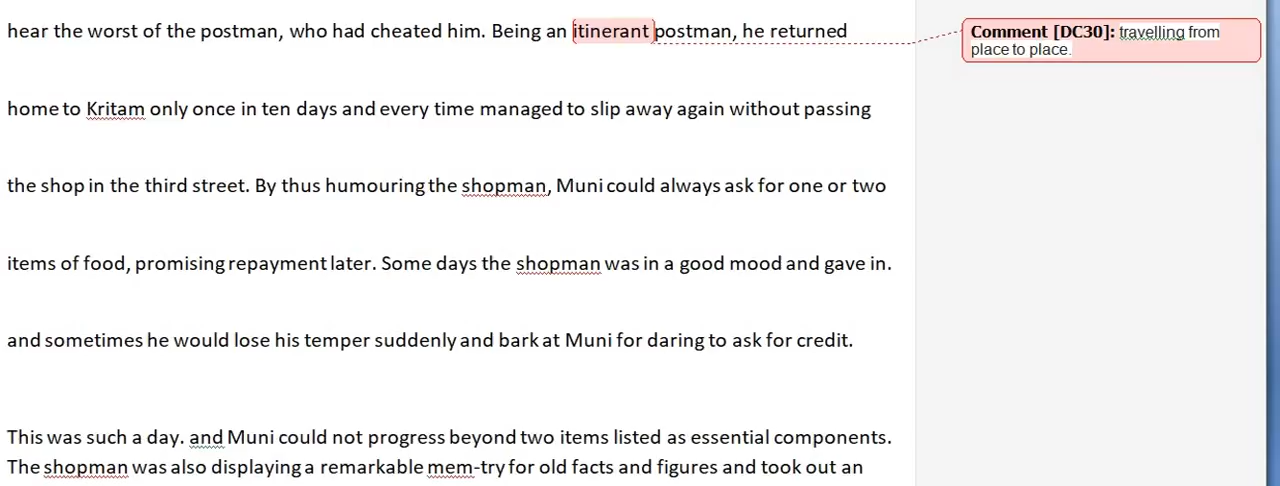 hear the worst of the postman, who had cheated him. Being an itinerant postman, he returned
Comment [DC30]: travelling from
place to place.
home to Kritam only once in ten days and every time managed to slip away again without passing
the shop in the third street. By thus humouring the shopman, Muni could always ask for one or two
items of food, promising repayment later. Some days the shopman was in a good mood and gave in.
and sometimes he would lose his temper suddenly and bark at Muni for daring to ask for credit.
This was such a day. and Muni could not progress beyond two items listed as essential components.
The shopman was also displaying a remarkable mem-try for old facts and figures and took out an